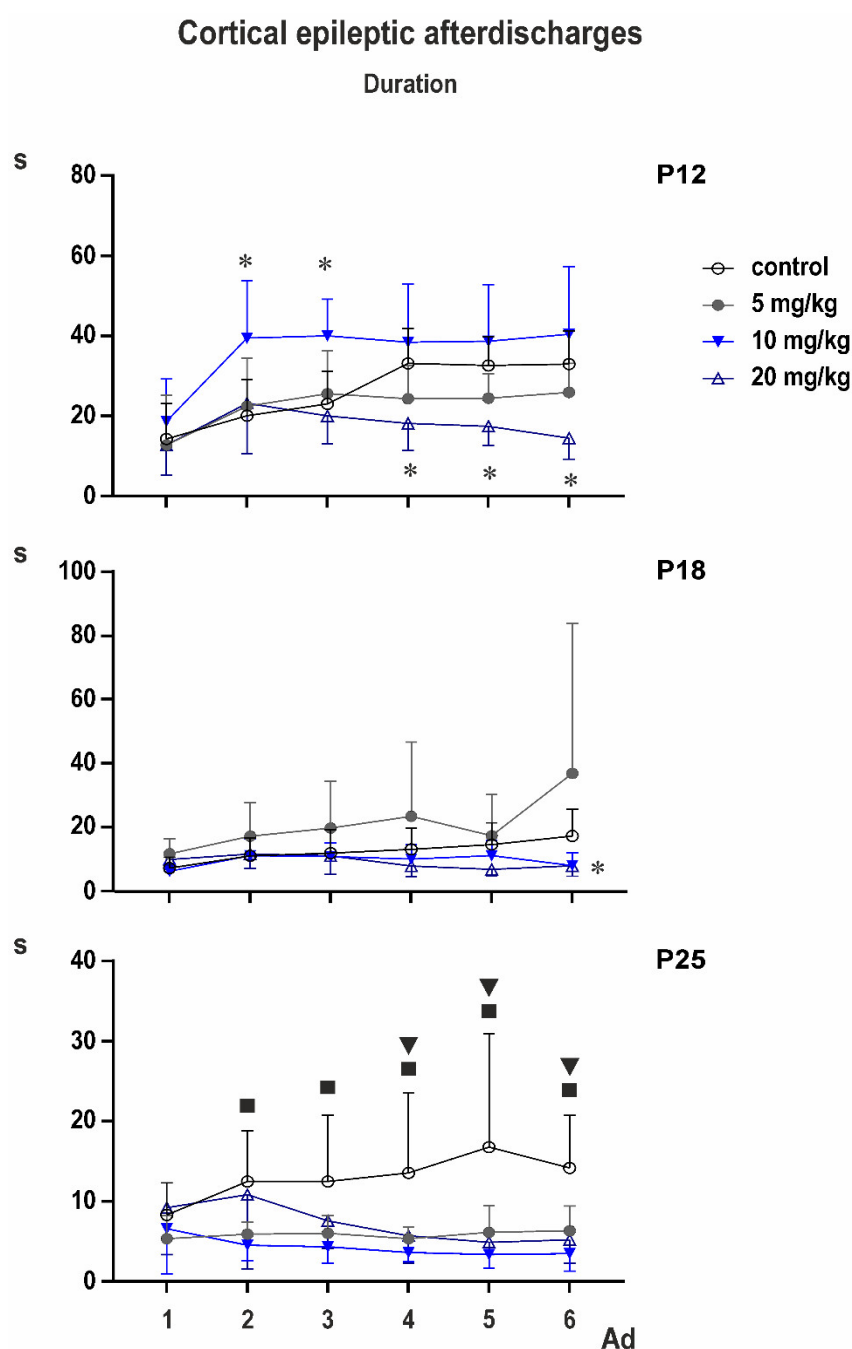 Cortical epileptic afterdischarges
Duration
s
80
P12
60
40
20
0
* *
* * *
control
5 mg/kg
10 mg/kg
20 mg/kg
s
100
P18
80
60
40
20
0
*
s
40
P25
30
20
10
0
1 2 3 4 5 6
Ad